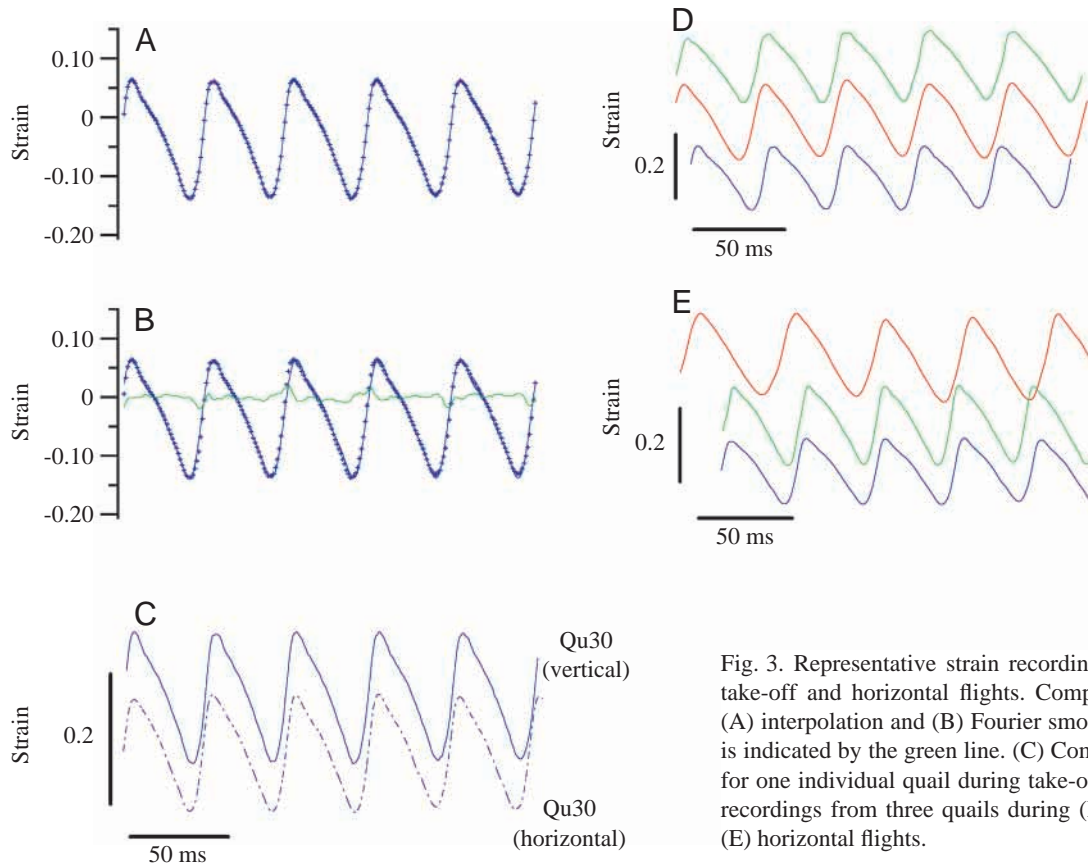 A
0.10
0
-0.10
-0.20
Strain
B
0.10
0
-0.10
-0.20
Strain
C
Strain
0.2
50 ms
Qu30
(vertical)
Qu30
(horizontal)
D
Strain
0.2
50 ms
E
Strain
0.2
50 ms
Fig. 3. Representative strain recordin
take-off and horizontal flights. Comp
(A) interpolation and (B) Fourier smo
is indicated by the green line. (C) Con
for one individual quail during take-o
recordings from three quails during (
(E) horizontal flights.